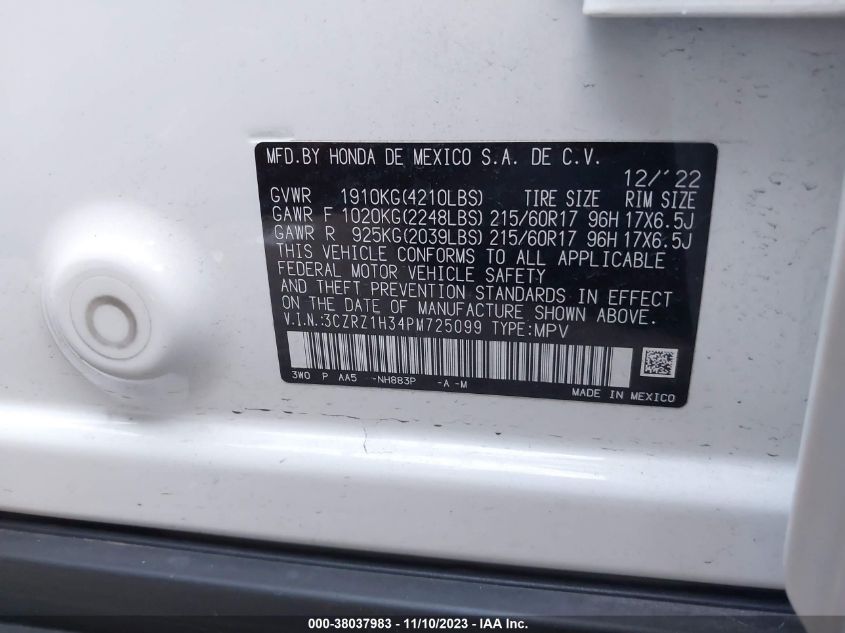 MFD.BY HONDA DE MEXICO S.A. DE C.V.
12/'22
GVWR 1910KG(4210LBS) TIRE SIZE RIM SIZE
GAWR F 1020KG(2248LBS) 215/60R17 96H 17X6.5J
GAWR R 925KG(2039LBS) 215/60R17 96H 17X6.5J
THIS VEHICLE CONFORMS TO ALL APPLICABLE
FEDERAL MOTOR VEHICLE SAFETY
AND THEFT PREVENTION STANDARDS IN EFFECT
ON THE DATE OF MANUFACTURE SHOWN ABOVE.
V.I.N.:3CZRZ1H34PM725099 TYPE:MPV
3W0 P AA5 -NH883P -A -M
MADE IN MEXICO
000-38037983 — 11/10/2023 — IAA Inc.